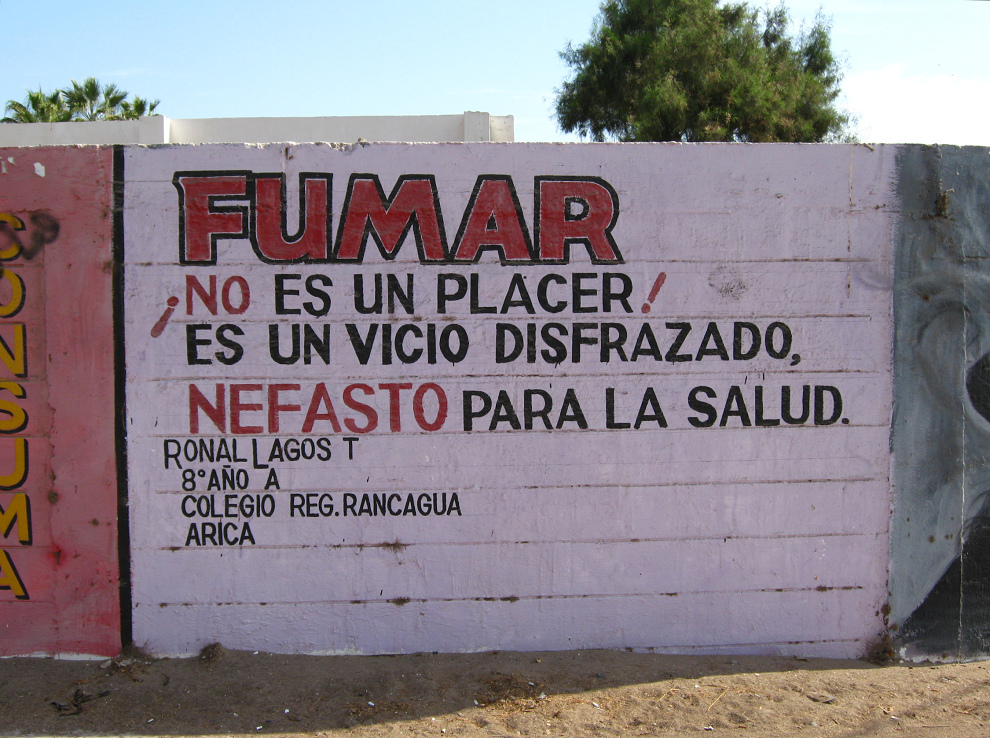 CONSUMA
FUMAR
¡NO ES UN PLACER!
ES UN VICIO DISFRAZADO,
NEFASTO PARA LA SALUD.
RONAL LAGOS T
8° AÑO A
COLEGIO REG. RANCAGUA
ARICA